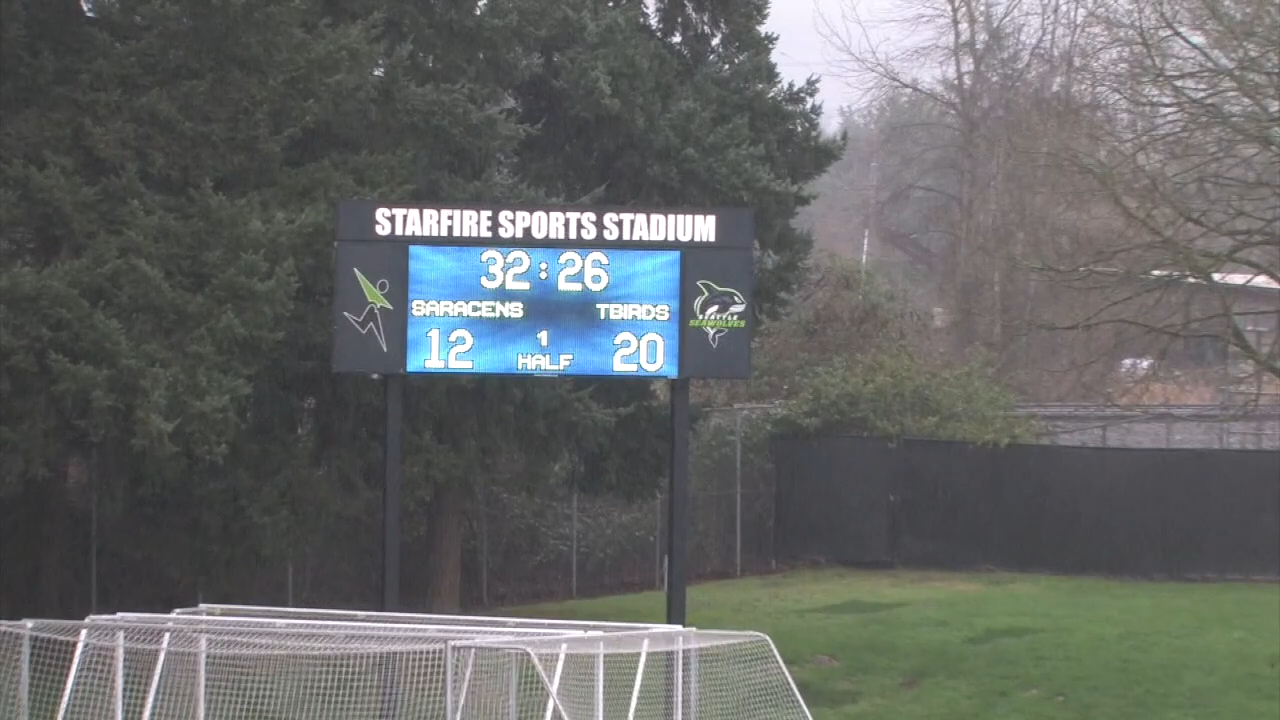 STARFIRE SPORTS STADIUM
32:26
SARACENS TBIRDS
12 1 20
HALF
SEATTLE
SEAWOLVES